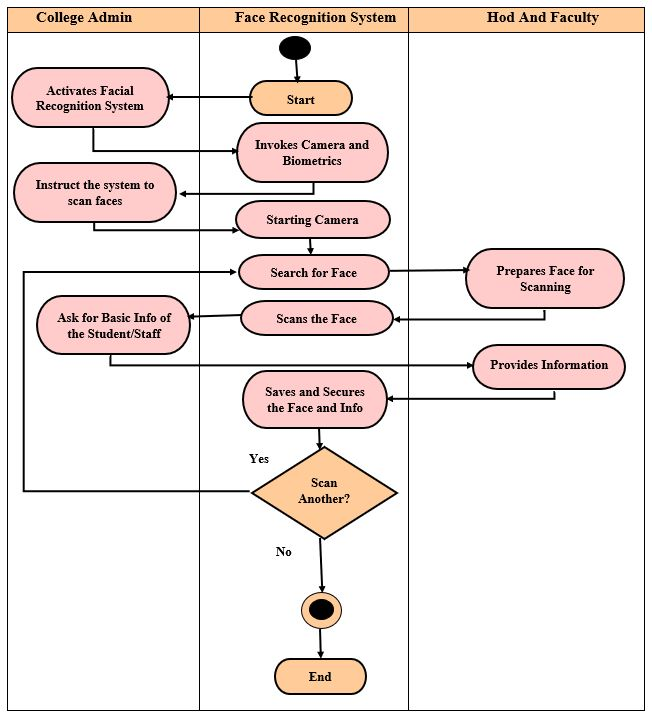 College Admin
Face Recognition System
Hod And Faculty
Start
Activates Facial
Recognition System
Invokes Camera and
Biometrics
Instruct the system to
scan faces
Starting Camera
Search for Face
Prepares Face for
Scanning
Scans the Face
Ask for Basic Info of
the Student/Staff
Provides Information
Saves and Secures
the Face and Info
Yes
Scan
Another?
No
End